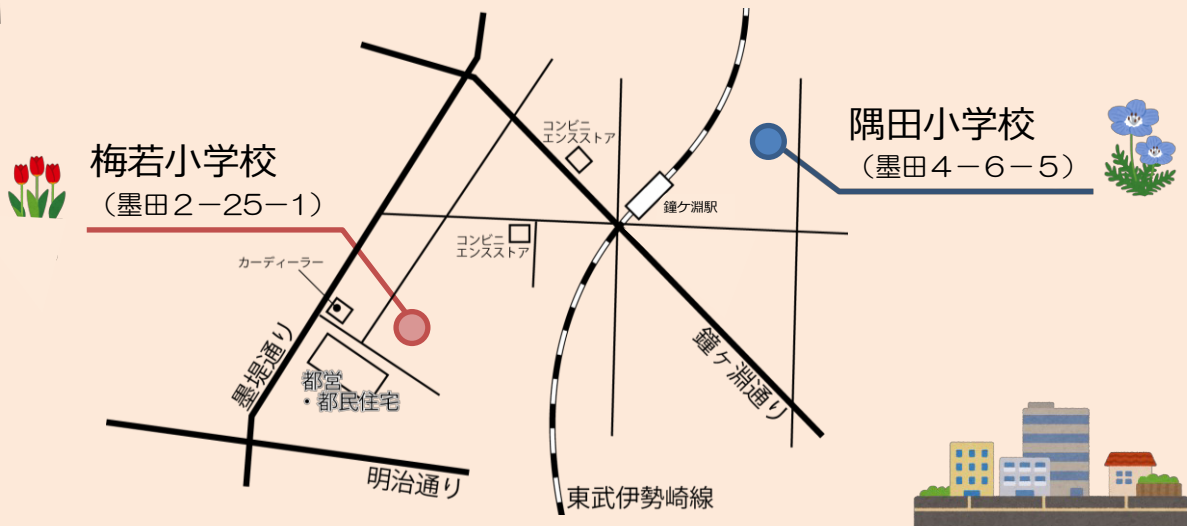 梅若小学校
（墨田２－25－1）
隅田小学校
（墨田４－６－５）
コンビニ
エンスストア
鐘ケ淵駅
コンビニ
エンスストア
カーディーラー
墨堤通り
都営
・都民住宅
鐘ヶ淵通り
明治通り
東武伊勢崎線